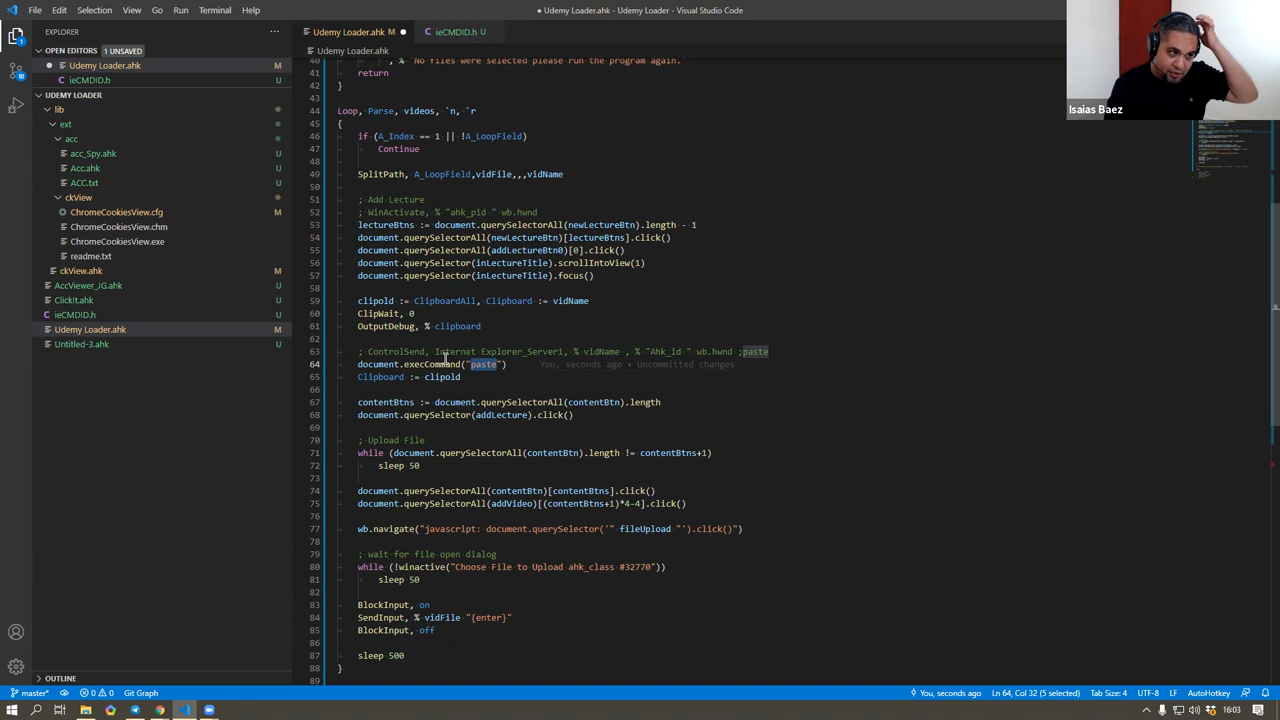 File Edit Selection View Go Run Terminal Help
● Udemy Loader.ahk - Udemy Loader - Visual Studio Code
EXPLORER
OPEN EDITORS 1 UNSAVED
Udemy Loader.ahk M
ieCMDID.h U
UDEMY LOADER
lib
ext
acc
acc_Spy.ahk U
Acc.ahk U
ACC.txt U
ckView
ChromeCookiesView.cfg M
ChromeCookiesView.chm
ChromeCookiesView.exe
readme.txt
ckView.ahk
AccViewer_JG.ahk U
ClickIt.ahk U
ieCMDID.h U
Udemy Loader.ahk M
Untitled-3.ahk U
OUTLINE
Udemy Loader.ahk M
ieCMDID.h U
Udemy Loader.ahk
40 , % "No files were selected please run the program again."
41 return
42 }
43
44 Loop, Parse, videos, `n, `r
45 {
46 if (A_Index == 1 || !A_LoopField)
47 Continue
48
49 SplitPath, A_LoopField,vidFile,,,vidName
50
51 ; Add Lecture
52 ; WinActivate, % "ahk_pid " wb.hwnd
53 lectureBtns := document.querySelectorAll(newLectureBtn).length - 1
54 document.querySelectorAll(newLectureBtn)[lectureBtns].click()
55 document.querySelectorAll(addLectureBtn0)[0].click()
56 document.querySelector(inLectureTitle).scrollIntoView(1)
57 document.querySelector(inLectureTitle).focus()
58
59 clipold := ClipboardAll, Clipboard := vidName
60 ClipWait, 0
61 OutputDebug, % clipboard
62
63 ; ControlSend, Internet Explorer_Server1, % vidName , % "Ahk_id " wb.hwnd ;paste
64 document.execCommand("paste") You, seconds ago • Uncommitted changes
65 Clipboard := clipold
66
67 contentBtns := document.querySelectorAll(contentBtn).length
68 document.querySelector(addLecture).click()
69
70 ; Upload File
71 while (document.querySelectorAll(contentBtn).length != contentBtns+1)
72 sleep 50
73
74 document.querySelectorAll(contentBtn)[contentBtns].click()
75 document.querySelectorAll(addVideo)[(contentBtns+1)*4-4].click()
76
77 wb.navigate("javascript: document.querySelector('" fileUpload "').click()")
78
79 ; wait for file open dialog
80 while (!winactive("Choose File to Upload ahk_class #32770"))
81 sleep 50
82
83 BlockInput, on
84 SendInput, % vidFile "{enter}"
85 BlockInput, off
86
87 sleep 500
88 }
89
Isaias Baez
master* 0 0 Git Graph
You, seconds ago Ln 64, Col 32 (5 selected) Tab Size: 4 UTF-8 LF AutoHotkey
16:03